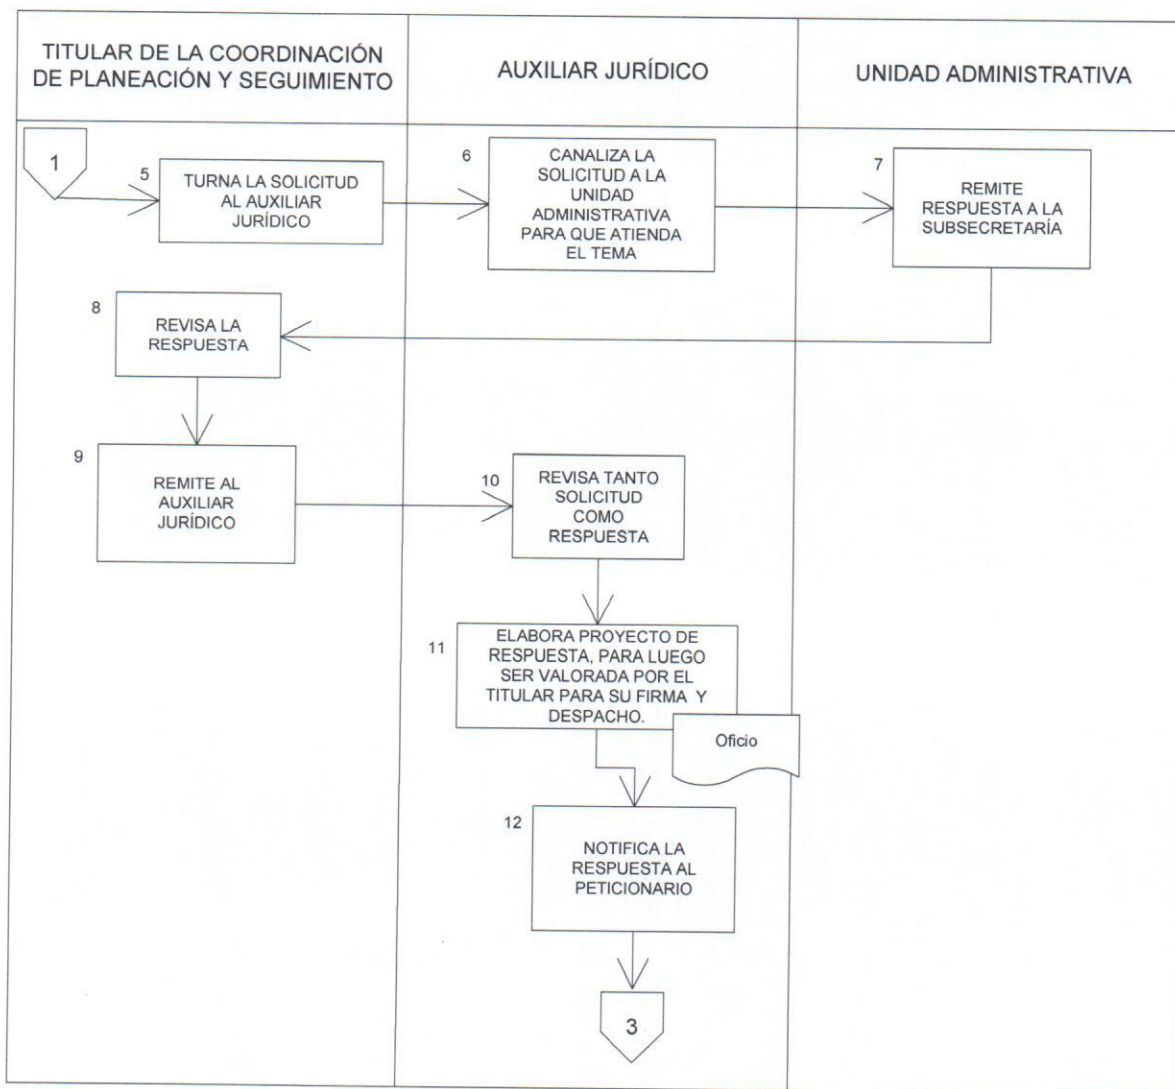 TITULAR DE LA COORDINACIÓN
DE PLANEACIÓN Y SEGUIMIENTO
AUXILIAR JURÍDICO
UNIDAD ADMINISTRATIVA
1
5
TURNA LA SOLICITUD
AL AUXILIAR
JURÍDICO
6
CANALIZA LA
SOLICITUD A LA
UNIDAD
ADMINISTRATIVA
PARA QUE ATIENDA
EL TEMA
7
REMITE
RESPUESTA A LA
SUBSECRETARÍA
8
REVISA LA
RESPUESTA
9
REMITE AL
AUXILIAR
JURÍDICO
10
REVISA TANTO
SOLICITUD
COMO
RESPUESTA
11
ELABORA PROYECTO DE
RESPUESTA, PARA LUEGO
SER VALORADA POR EL
TITULAR PARA SU FIRMA Y
DESPACHO.
Oficio
12
NOTIFICA LA
RESPUESTA AL
PETICIONARIO
3